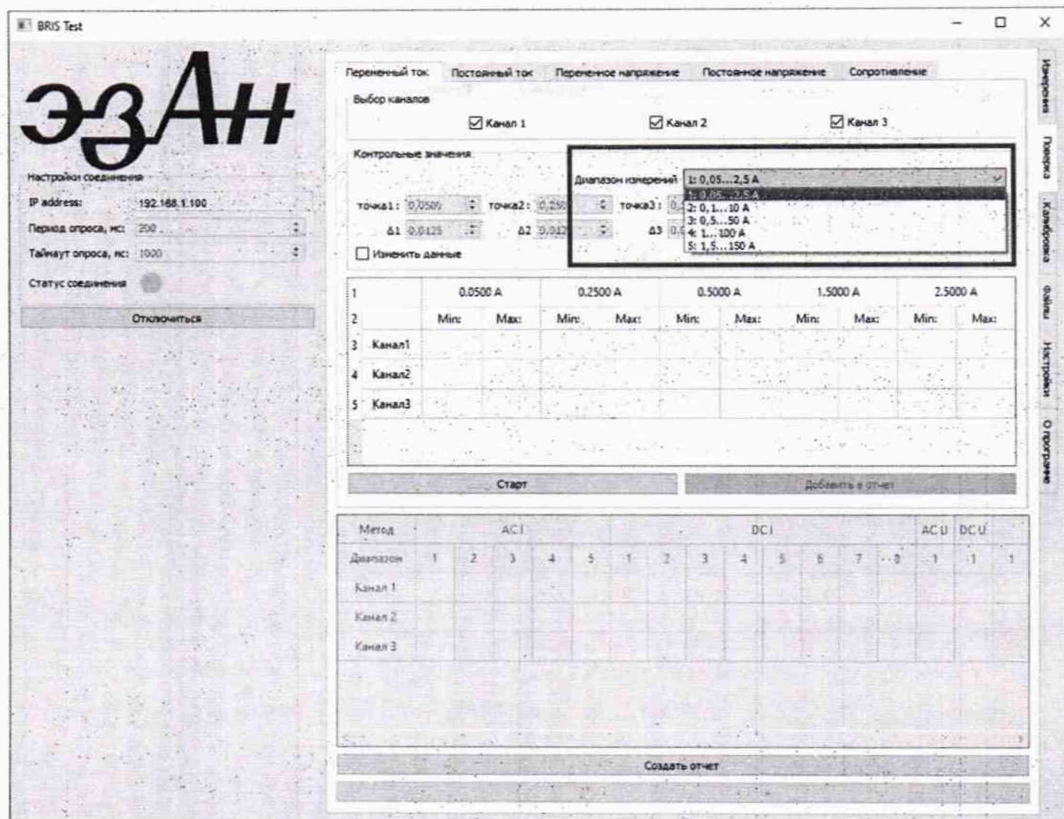 BRIS Test
эзАн
Настройки соединения
IP address: 192.168.1.100
Период опроса, мс: 200
Таймаут опроса, мс: 1000
Статус соединения
Отключиться
Переменный ток Постоянный ток Переменное напряжение Постоянное напряжение Сопротивление
Выбор каналов
Канал 1 Канал 2 Канал 3
Контрольные значения
Диапазон измерений 1: 0,05...2,5 А
1: 0,05...2,5 А
2: 0,1...10 А
3: 0,5...50 А
4: 1...100 А
5: 1,5...150 А
точка1: 0,0500 точка2: 0,250 точка3:
Δ1 0,0125 Δ2 0,012 Δ3
Изменить данные
1 0.0500 А 0.2500 А 0.5000 А 1.5000 А 2.5000 А
2 Min: Max: Min: Max: Min: Max: Min: Max: Min: Max:
3 Канал1
4 Канал2
5 Канал3
Старт Добавить в отчет
Метод AC I DC I AC U DC U
Диапазон 1 2 3 4 5 1 2 3 4 5 6 7 8 1 1 1
Канал 1
Канал 2
Канал 3
Создать отчет
Измерения
Поверка
Калибровка
Файлы
Настройки
О программе